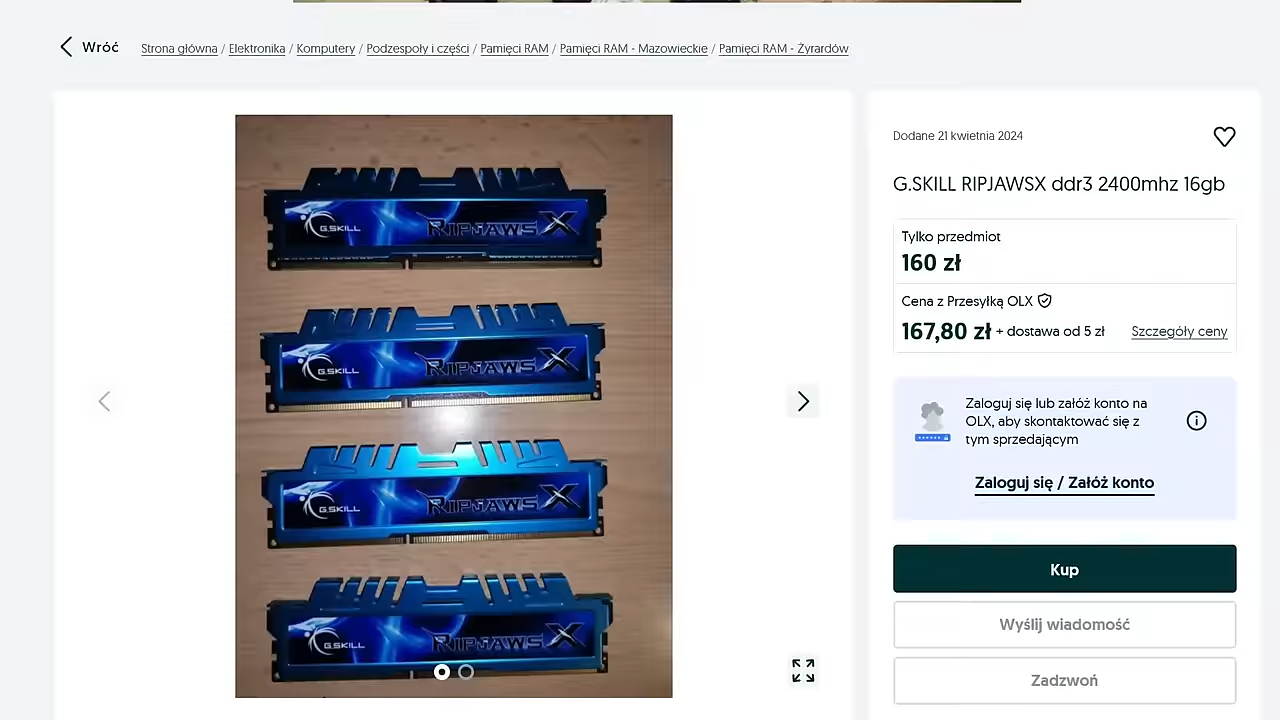 Wróć
Strona główna / Elektronika / Komputery / Podzespoły i części / Pamięci RAM / Pamięci RAM - Mazowieckie / Pamięci RAM - Żyrardów
G.SKILL RIPJAWS X
G.SKILL RIPJAWS X
G.SKILL RIPJAWS X
G.SKILL RIPJAWS X
Dodane 21 kwietnia 2024
G.SKILL RIPJAWSX ddr3 2400mhz 16gb
Tylko przedmiot
160 zł
Cena z Przesyłką OLX
167,80 zł + dostawa od 5 zł Szczegóły ceny
Zaloguj się lub załóż konto na
OLX, aby skontaktować się z
tym sprzedającym
Zaloguj się / Załóż konto
Kup
Wyślij wiadomość
Zadzwoń